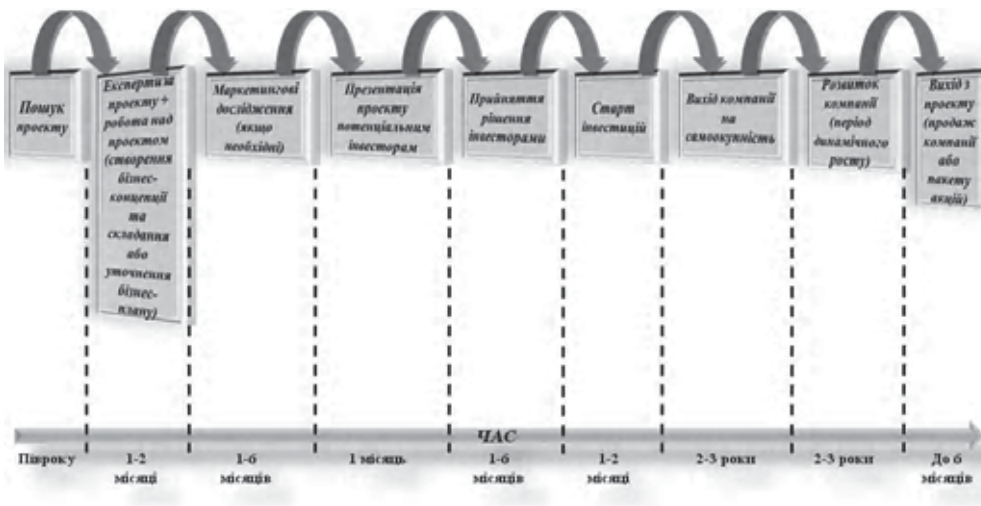 Пошук
проекту
Експертиза
проекту +
робота над
проектом
(створення
бізнес-
концепції
та
складання
або
уточнення
бізнес-
плану)
Маркетингові
дослідження
(якщо
необхідні)
Презентація
проекту
потенціальним
інвесторам
Прийняття
рішення
інвесторами
Старт
інвестицій
Вихід компанії
на
самоокупність
Розвиток
компанії
(період
динамічного
росту)
Вихід з
проекту
(продаж
компанії
або
пакету
акцій)
ЧАС
Півроку
1-2
місяці
1-6
місяців
1 місяць
1-6
місяців
1-2
місяці
2-3 роки
2-3 роки
До 6
місяців